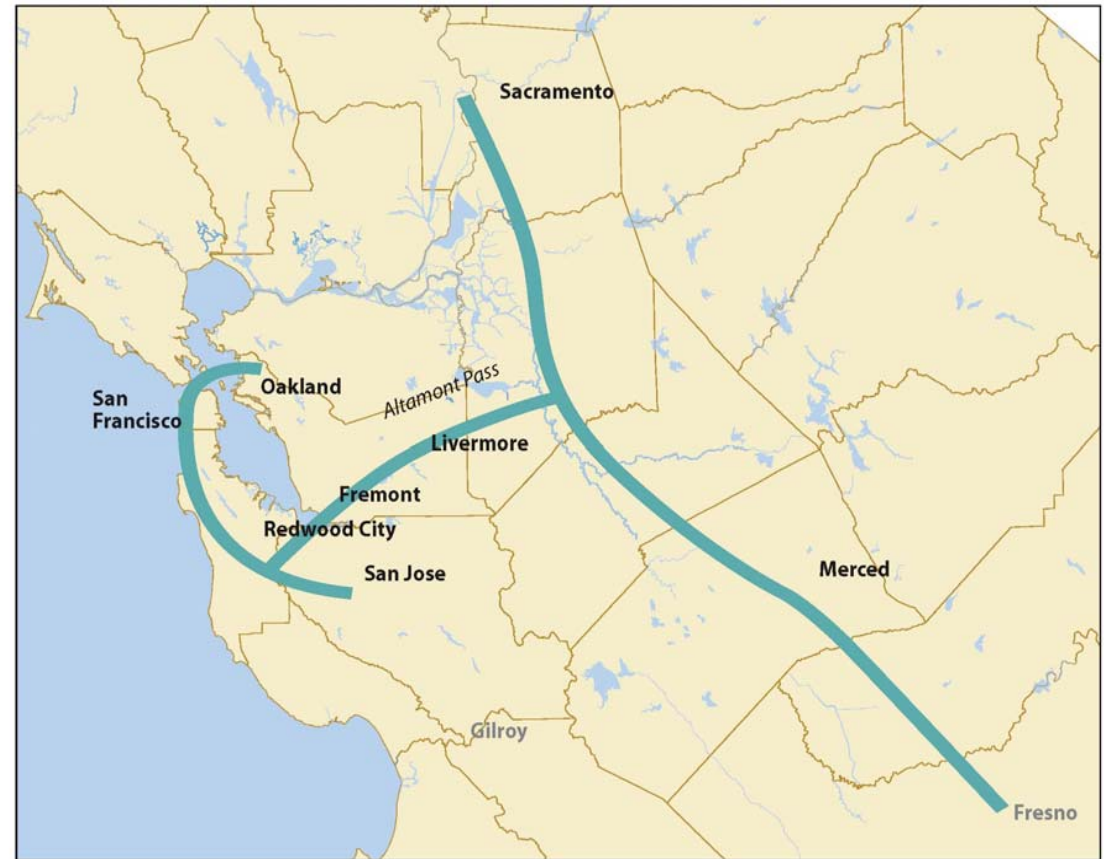 Sacramento
Altamont Pass
Oakland
San
Francisco
Livermore
Fremont
Redwood City
San Jose
Merced
Gilroy
Fresno